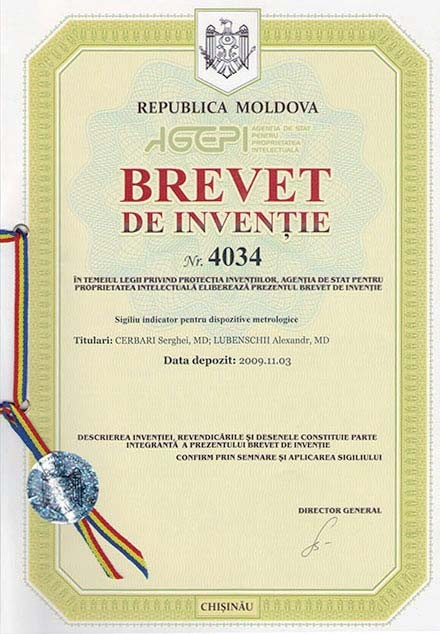 REPUBLICA MOLDOVA
AGEPI
AGENȚIA DE STAT
PENTRU
PROPRIETATEA
INTELECTUALĂ
BREVET
DE INVENȚIE
Nr. 4034
ÎN TEMEIUL LEGII PRIVIND PROTECȚIA INVENȚIILOR, AGENȚIA DE STAT PENTRU
PROPRIETATEA INTELECTUALĂ ELIBEREAZĂ PREZENTUL BREVET DE INVENȚIE
Sigiliu indicator pentru dispozitive metrologice
Titulari: CERBARI Serghei, MD; LUBENSCHII Alexandr, MD
Data depozit: 2009.11.03
DESCRIEREA INVENȚIEI, REVENDICĂRILE ȘI DESENELE CONSTITUIE PARTE
INTEGRANTĂ A PREZENTULUI BREVET DE INVENȚIE
CONFIRM PRIN SEMNARE ȘI APLICAREA SIGILIULUI
DIRECTOR GENERAL
CHIȘINĂU